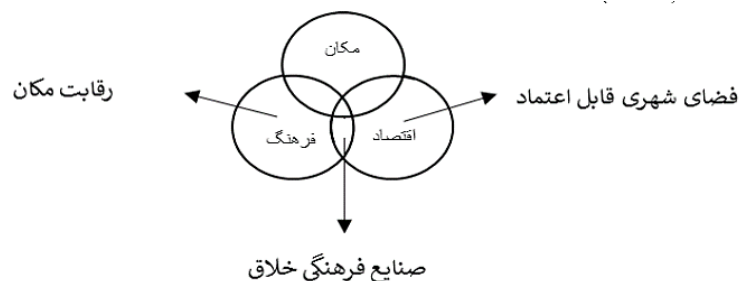 مکان
رقابت مکان
فضای شهری قابل اعتماد
فرهنگ
اقتصاد
صنایع فرهنگی خلاق